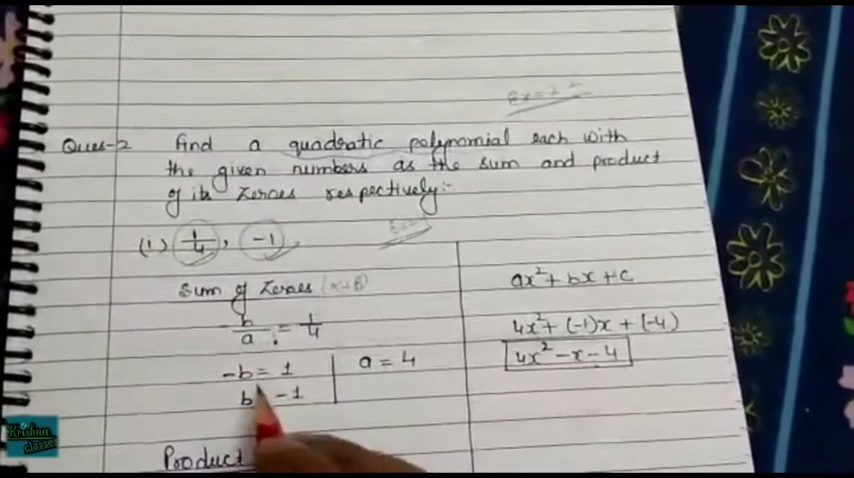 Ques-2 Find a quadratic polynomial each with
the given numbers as the sum and product
of its zeroes respectively:-
(i) 1/4, -1
Sum of Zeroes (α+β)
-b/a = 1/4
-b = 1
b -1
a = 4
Product
ax² + bx + c
4x² + (-1)x + (-4)
4x² - x - 4
Krishna
classes